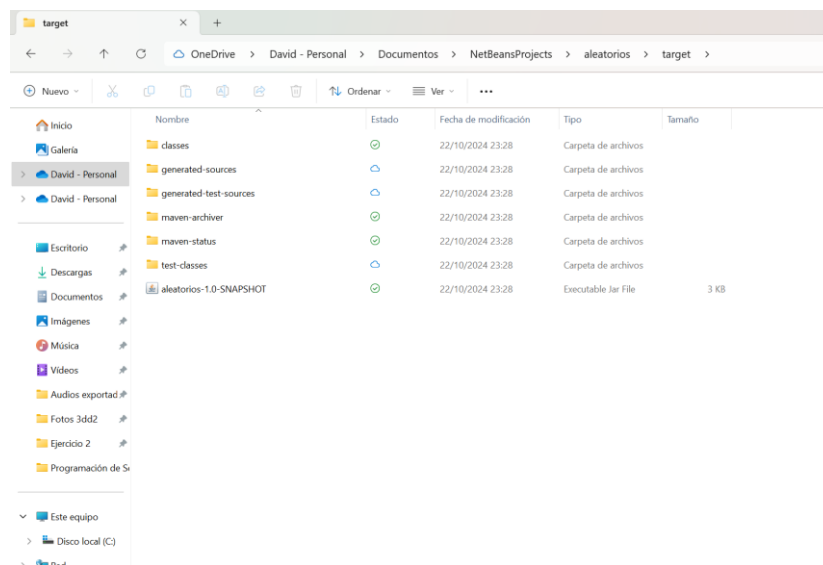 target
OneDrive > David - Personal > Documentos > NetBeansProjects > aleatorios > target >
Nuevo Ordenar Ver
Nombre Estado Fecha de modificación Tipo Tamaño
classes 22/10/2024 23:28 Carpeta de archivos
generated-sources 22/10/2024 23:28 Carpeta de archivos
generated-test-sources 22/10/2024 23:28 Carpeta de archivos
maven-archiver 22/10/2024 23:28 Carpeta de archivos
maven-status 22/10/2024 23:28 Carpeta de archivos
test-classes 22/10/2024 23:28 Carpeta de archivos
aleatorios-1.0-SNAPSHOT 22/10/2024 23:28 Executable Jar File 3 KB
Inicio
Galería
David - Personal
David - Personal
Escritorio
Descargas
Documentos
Imágenes
Música
Vídeos
Audios exportad
Fotos 3dd2
Ejercicio 2
Programación de Se
Este equipo
Disco local (C:)